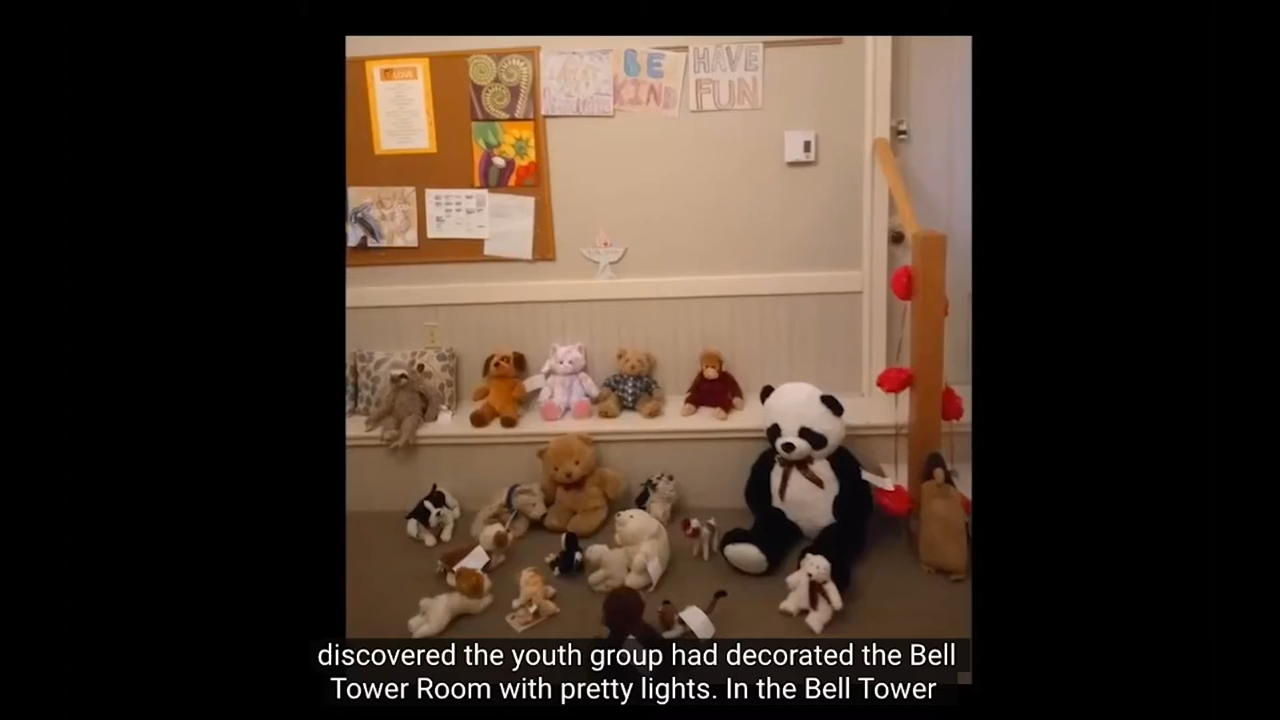 LOVE
BE
KIND
HAVE
FUN
discovered the youth group had decorated the Bell
Tower Room with pretty lights. In the Bell Tower